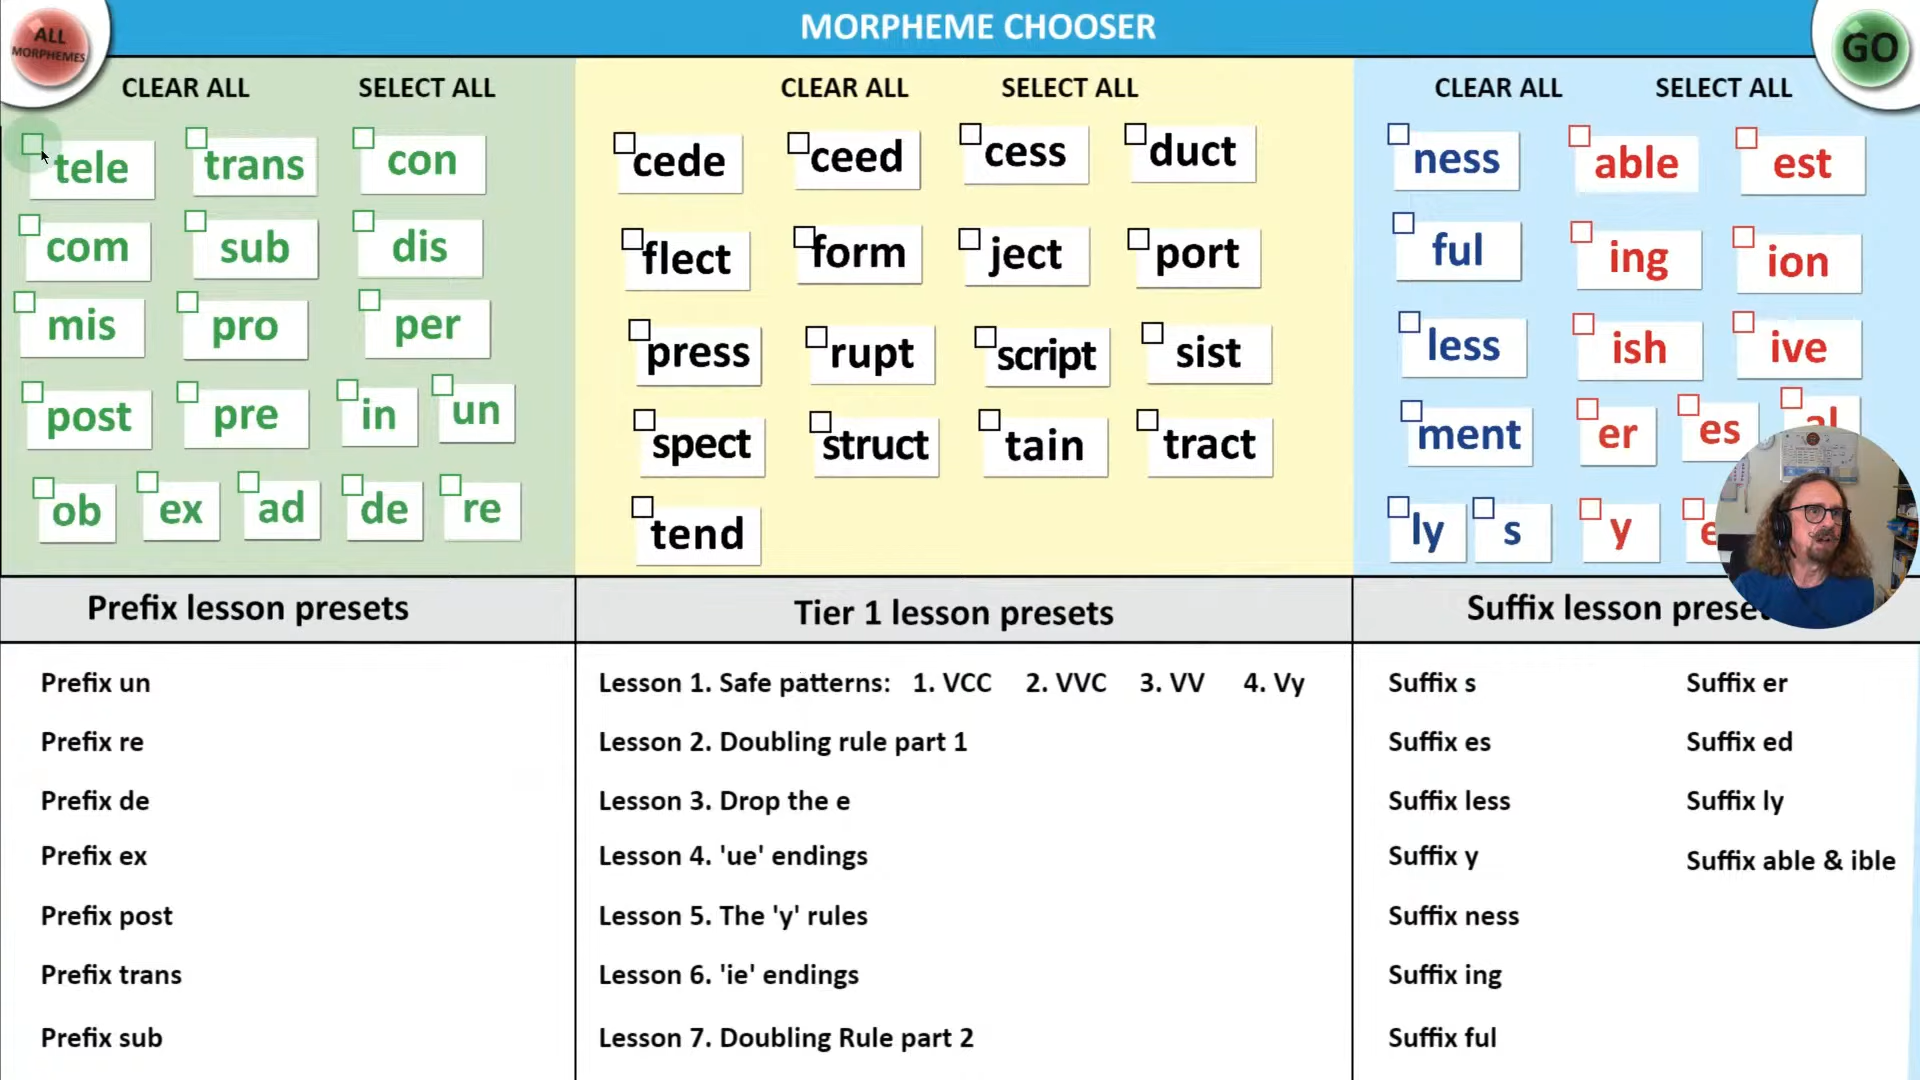 MORPHEME CHOOSER
ALL
MORPHEMES
GO
CLEAR ALL SELECT ALL
tele trans con
com sub dis
mis pro per
post pre in un
ob ex ad de re
CLEAR ALL SELECT ALL
cede ceed cess duct
flect form ject port
press rupt script sist
spect struct tain tract
tend
CLEAR ALL SELECT ALL
ness able est
ful ing ion
less ish ive
ment er es al
ly s y
Prefix lesson presets
Prefix un
Prefix re
Prefix de
Prefix ex
Prefix post
Prefix trans
Prefix sub
Tier 1 lesson presets
Lesson 1. Safe patterns: 1. VCC 2. VVC 3. VV 4. Vy
Lesson 2. Doubling rule part 1
Lesson 3. Drop the e
Lesson 4. 'ue' endings
Lesson 5. The 'y' rules
Lesson 6. 'ie' endings
Lesson 7. Doubling Rule part 2
Suffix lesson
Suffix s
Suffix es
Suffix less
Suffix y
Suffix ness
Suffix ing
Suffix ful
Suffix er
Suffix ed
Suffix ly
Suffix able & ible